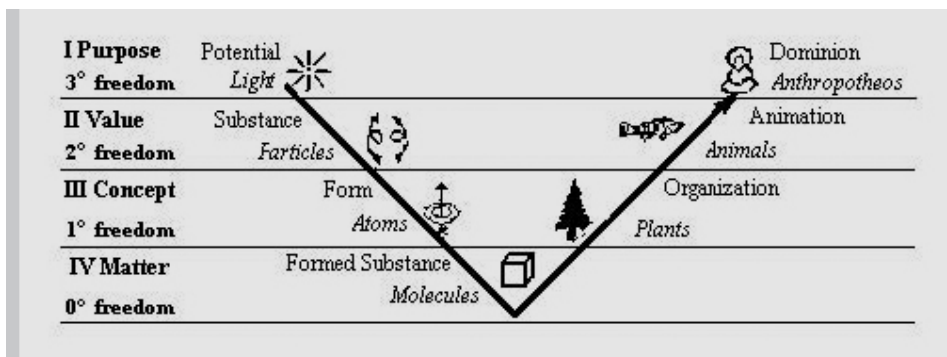 I Purpose Potential Dominion
3° freedom Light Anthropotheos
II Value Substance Animation
2° freedom Farticles Animals
III Concept Form Organization
1° freedom Atoms Plants
IV Matter Formed Substance
0° freedom Molecules